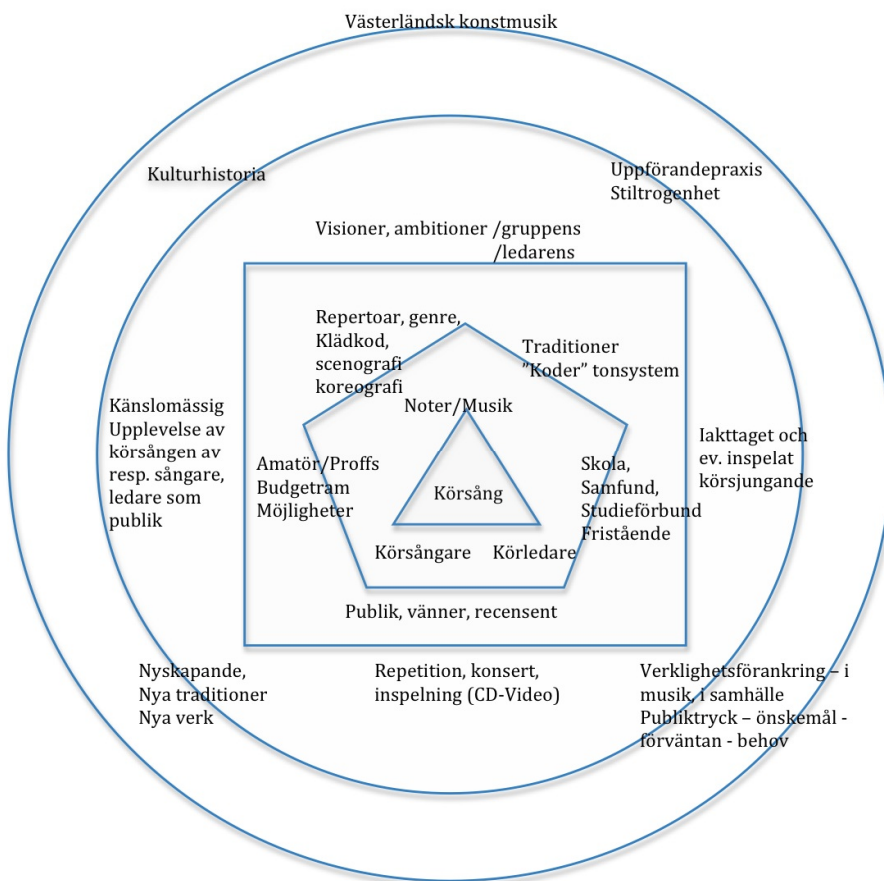 Västerländsk konstmusik
Kulturhistoria
Uppförandepraxis
Stiltrogenhet
Visioner, ambitioner /gruppens
/ledarens
Repertoar, genre,
Klädkod,
scenografi
koreografi
Traditioner
”Koder” tonsystem
Noter/Musik
Känslomässig
Upplevelse av
körsången av
resp. sångare,
ledare som
publik
Amatör/Proffs
Budgetram
Möjligheter
Körsång
Skola,
Samfund,
Studieförbund
Fristående
Iakttaget och
ev. inspelat
körsjungande
Körsångare
Körledare
Publik, vänner, recensent
Nyskapande,
Nya traditioner
Nya verk
Repetition, konsert,
inspelning (CD-Video)
Verklighetsförankring – i
musik, i samhälle
Publiktryck – önskemål -
förväntan - behov